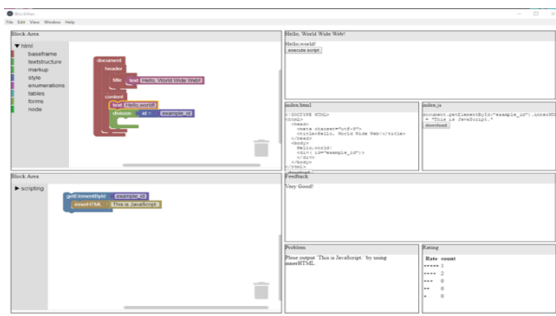 Bloc Editor
File Edit View Window Help
Block Area
▼ html
baseframe
textstructure
markup
style
enumerations
tables
forms
node
document
header
title text Hello, World Wide Web!
content
text Hello,world!
division id = example_id
Hello, World Wide Web!
Hello,world!
execute script
index.html
<!DOCTYPE HTML>
<html>
<head>
<meta charset="utf-8">
<title>Hello, World Wide Web!</title>
</head>
<body>
Hello,world!
<div id="example_id">
</div>
</body>
</html>
download
index.js
document.getElementById('example_id').innerHTML
= "This is JavaScript."
download
Block Area
▶ scripting
getElementById example_id
innerHTML This is JavaScript.
Feedback
Very Good!
Problem
Please output 'This is JavaScript.' by using
innerHTML.
Rating
Rate count
***** 1
**** 2
*** 0
** 0
* 0